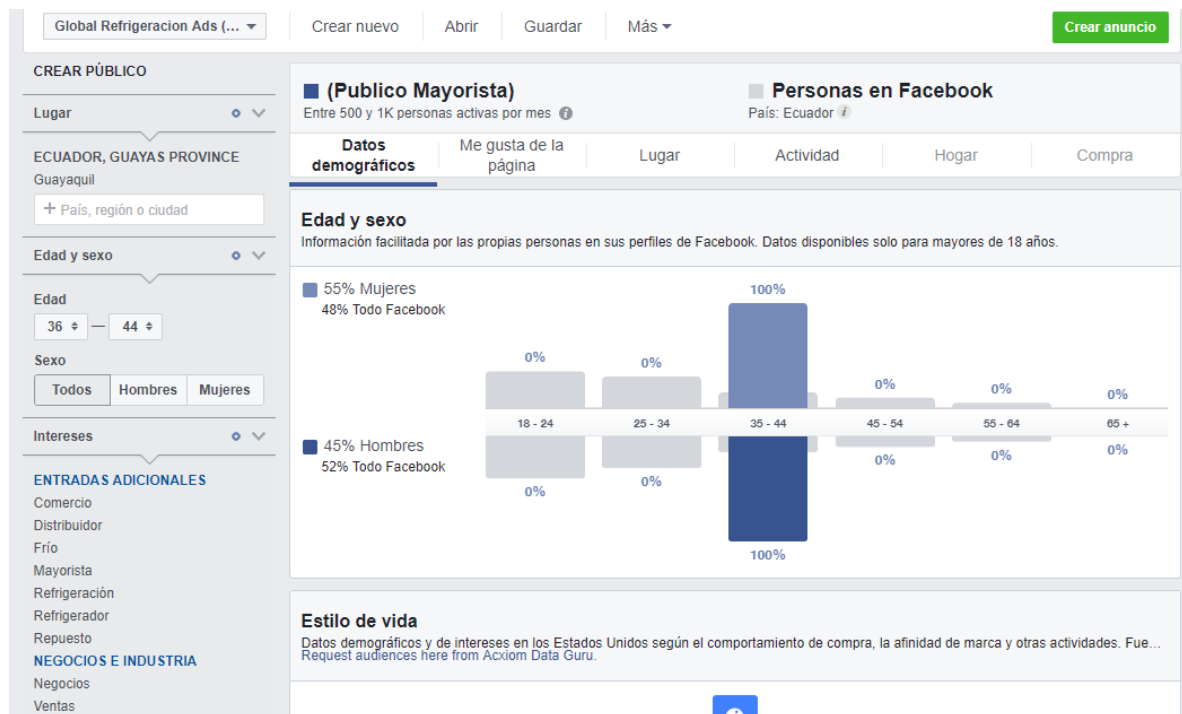 Global Refrigeracion Ads (...
Crear nuevo
Abrir
Guardar
Más
Crear anuncio
CREAR PÚBLICO
Lugar
ECUADOR, GUAYAS PROVINCE
Guayaquil
+ País, región o ciudad
Edad y sexo
Edad
36 — 44
Sexo
Todos Hombres Mujeres
Intereses
ENTRADAS ADICIONALES
Comercio
Distribuidor
Frío
Mayorista
Refrigeración
Refrigerador
Repuesto
NEGOCIOS E INDUSTRIA
Negocios
Ventas
(Publico Mayorista)
Entre 500 y 1K personas activas por mes
Personas en Facebook
País: Ecuador
Datos demográficos
Me gusta de la página
Lugar
Actividad
Hogar
Compra
Edad y sexo
Información facilitada por las propias personas en sus perfiles de Facebook. Datos disponibles solo para mayores de 18 años.
55% Mujeres
48% Todo Facebook
0% 0% 100% 0% 0% 0%
18 - 24 25 - 34 35 - 44 45 - 54 55 - 64 65 +
45% Hombres
52% Todo Facebook
0% 0% 100% 0% 0% 0%
Estilo de vida
Datos demográficos y de intereses en los Estados Unidos según el comportamiento de compra, la afinidad de marca y otras actividades. Fue...
Request audiences here from Acxiom Data Guru.